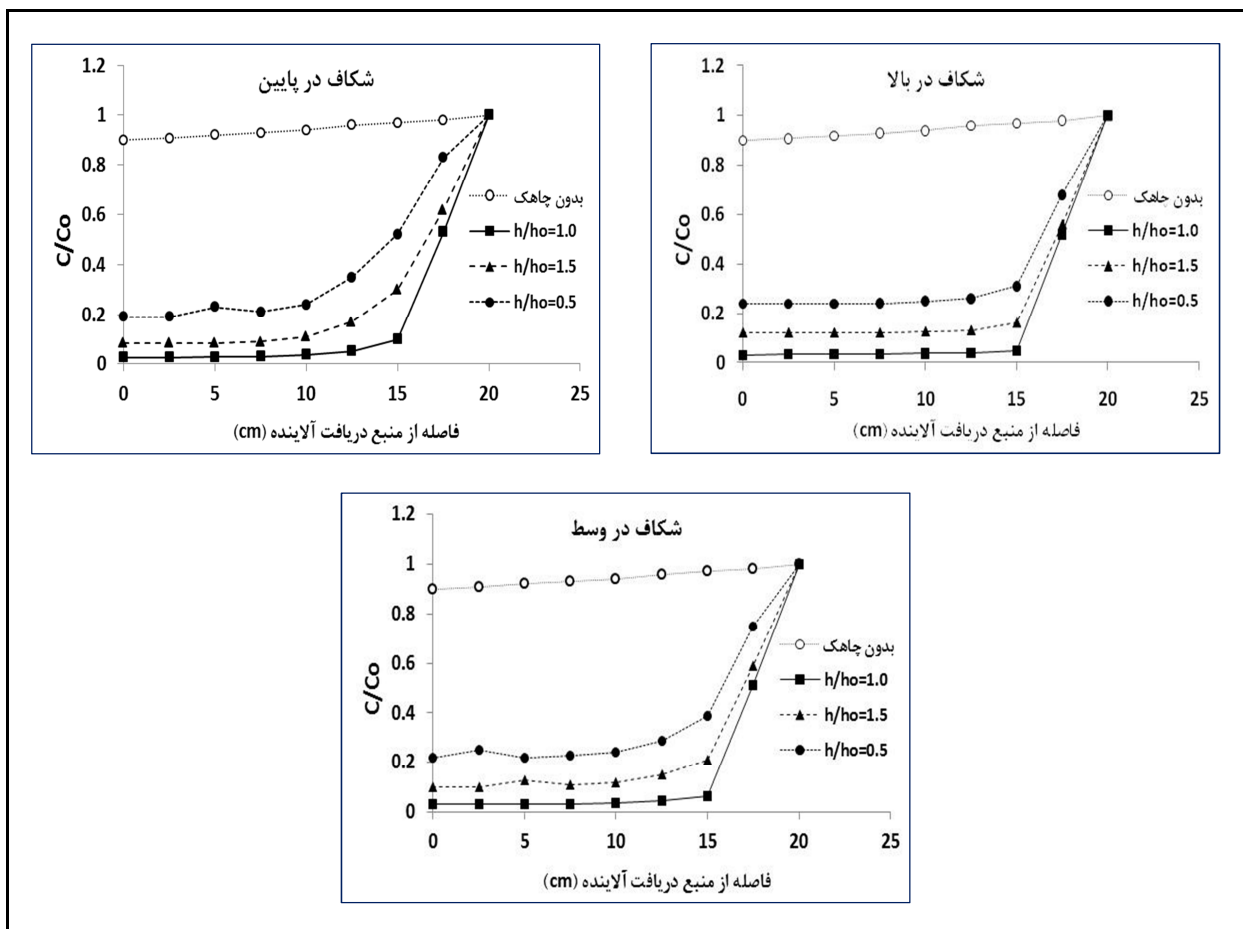 شکاف در پایین
1.2
1
0.8
0.6
0.4
0.2
0
C/Co
0 5 10 15 20 25
فاصله از منبع دریافت آلاینده (cm)
بدون چاهک
h/ho=1.0
h/ho=1.5
h/ho=0.5
شکاف در بالا
1.2
1
0.8
0.6
0.4
0.2
0
C/Co
0 5 10 15 20 25
فاصله از منبع دریافت آلاینده (cm)
بدون چاهک
h/ho=1.0
h/ho=1.5
h/ho=0.5
شکاف در وسط
1.2
1
0.8
0.6
0.4
0.2
0
C/Co
0 5 10 15 20 25
فاصله از منبع دریافت آلاینده (cm)
بدون چاهک
h/ho=1.0
h/ho=1.5
h/ho=0.5